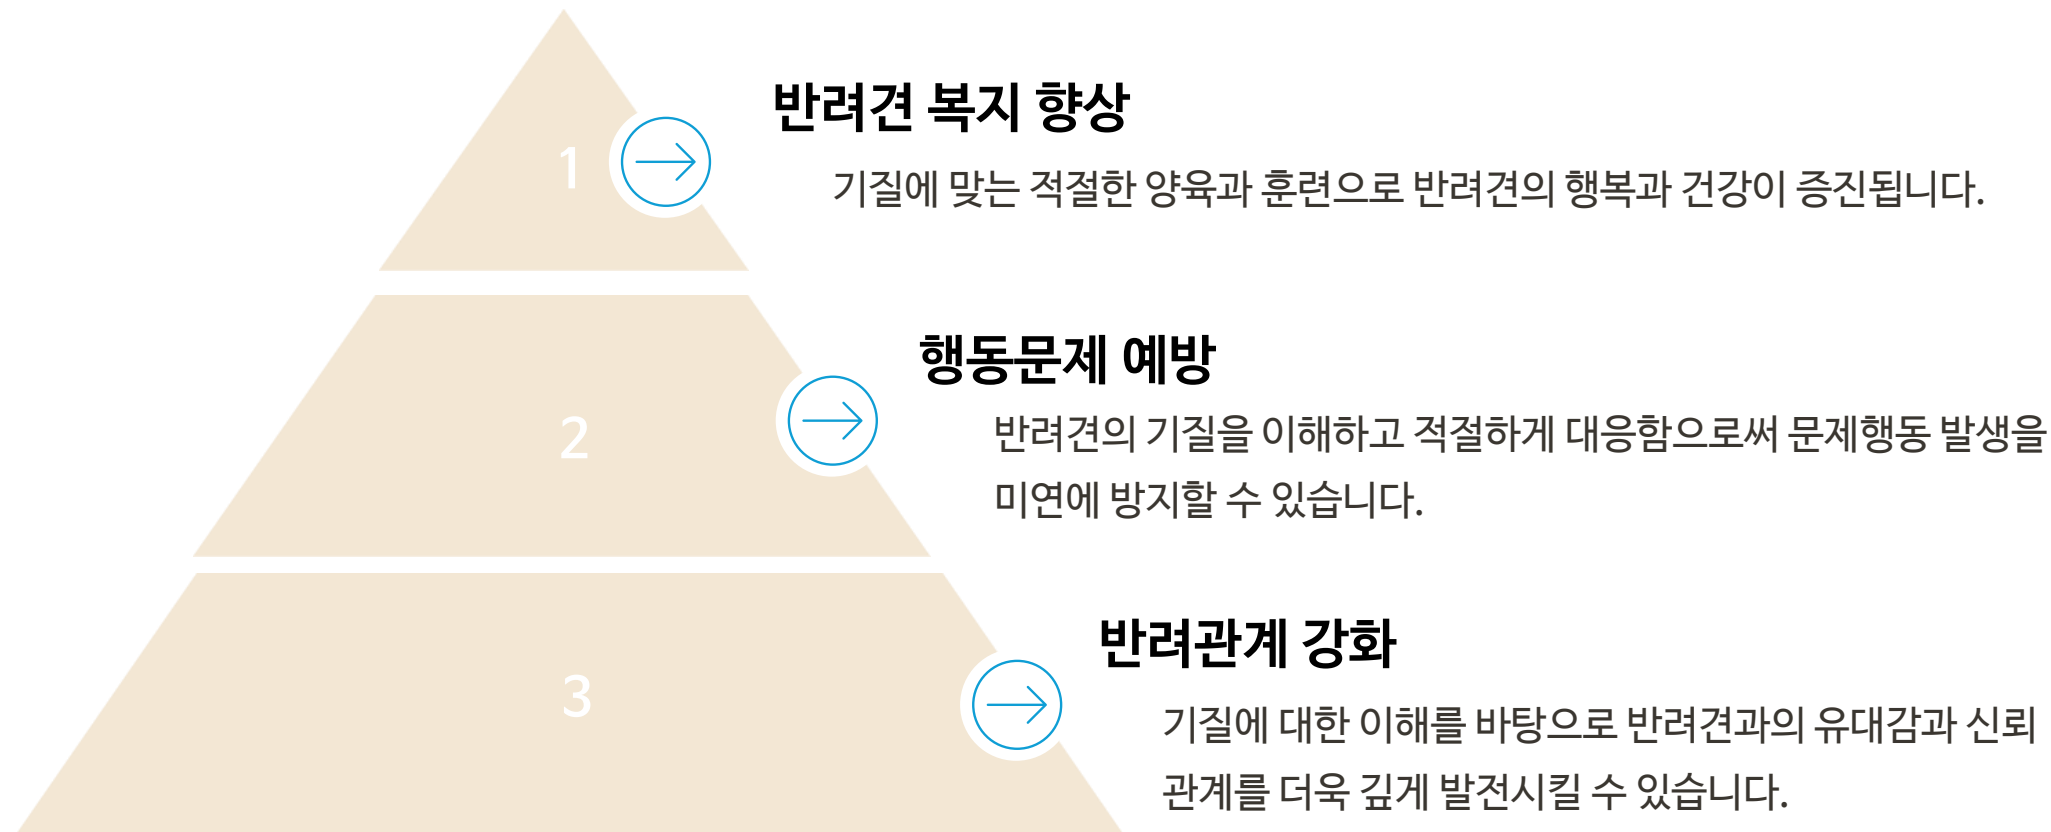 1
반려견 복지 향상
기질에 맞는 적절한 양육과 훈련으로 반려견의 행복과 건강이 증진됩니다.
2
행동문제 예방
반려견의 기질을 이해하고 적절하게 대응함으로써 문제행동 발생을
미연에 방지할 수 있습니다.
3
반려관계 강화
기질에 대한 이해를 바탕으로 반려견과의 유대감과 신뢰
관계를 더욱 깊게 발전시킬 수 있습니다.